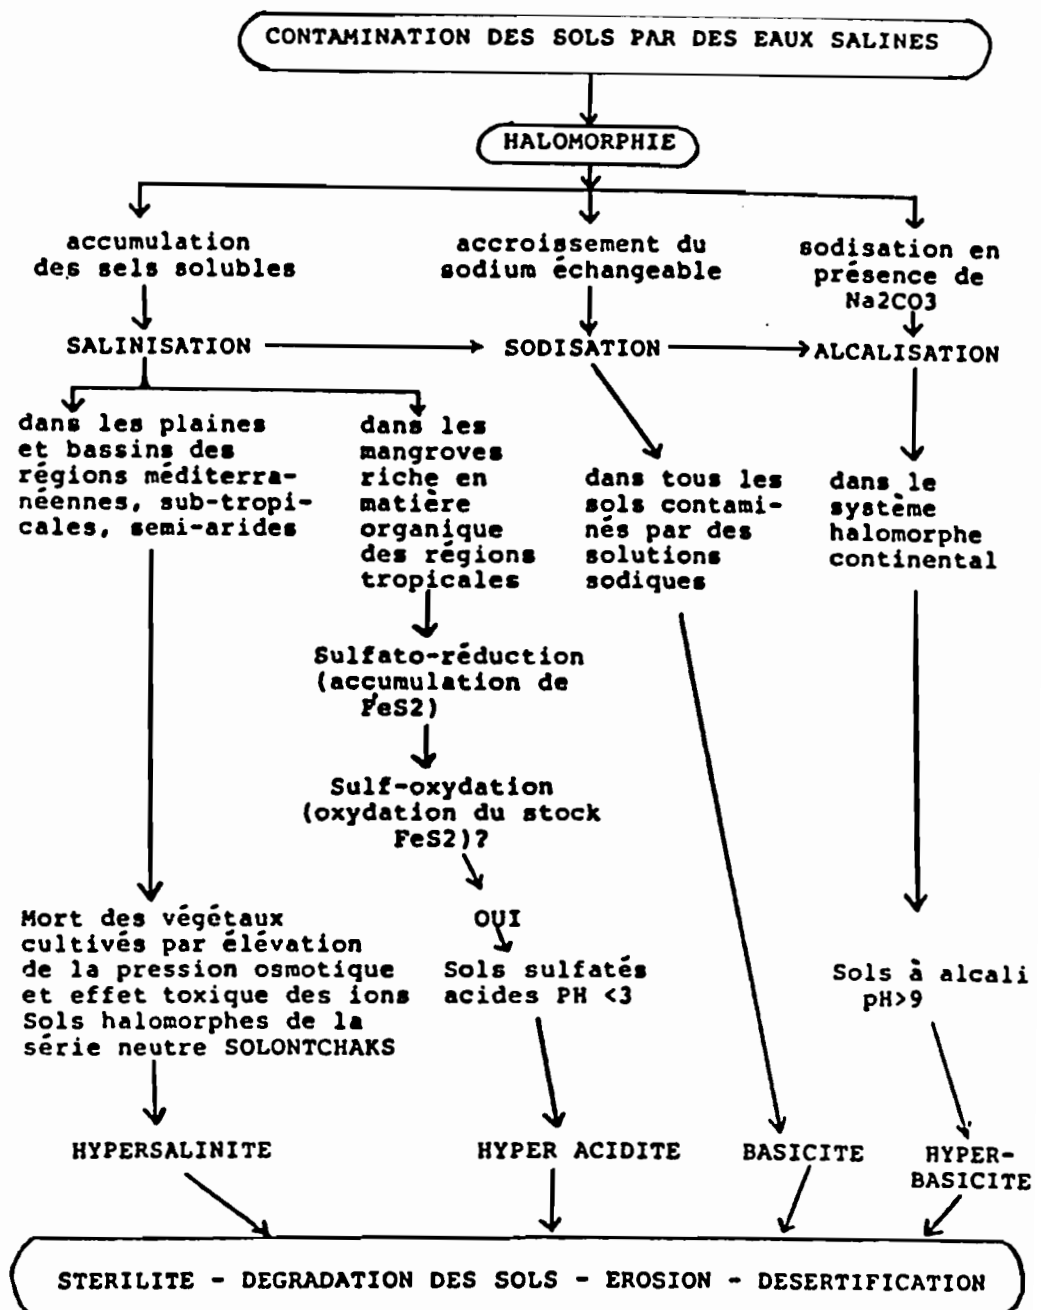 CONTAMINATION DES SOLS PAR DES EAUX SALINES
HALOMORPHIE
accumulation
des sels solubles
accroissement du
sodium échangeable
sodisation en
présence de
Na2CO3
SALINISATION
SODISATION
ALCALISATION
dans les plaines
et bassins des
régions méditerra-
néennes, sub-tropi-
cales, semi-arides
dans les
mangroves
riche en
matière
organique
des régions
tropicales
dans tous les
sols contami-
nés par des
solutions
sodiques
dans le
système
halomorphe
continental
Sulfato-réduction
(accumulation de
FeS2)
Sulf-oxydation
(oxydation du stock
FeS2)?
Mort des végétaux
cultivés par élévation
de la pression osmotique
et effet toxique des ions
Sols halomorphes de la
série neutre SOLONTCHAKS
OUI
Sols sulfatés
acides PH <3
Sols à alcali
pH>9
HYPERSALINITE
HYPER ACIDITE
BASICITE
HYPER-
BASICITE
STERILITE - DEGRADATION DES SOLS - EROSION - DESERTIFICATION